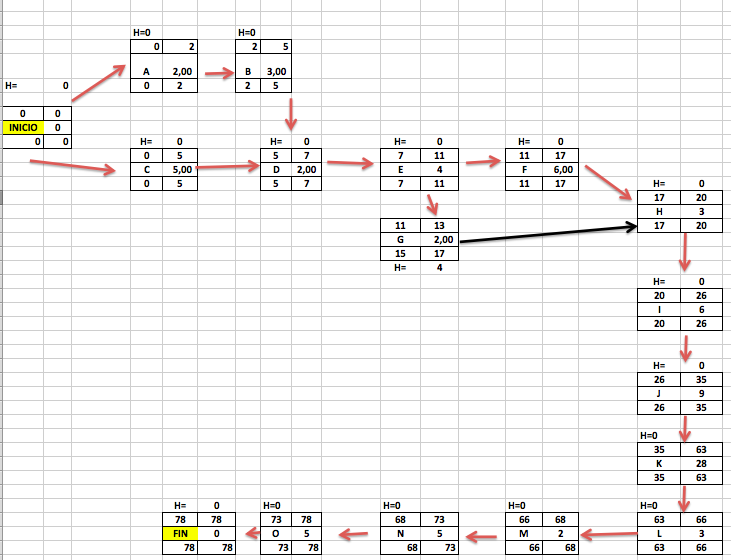 H=0 H=0
0 2 2 5
A 2,00 B 3,00
H= 0 0 2 2 5
0 0
INICIO 0
0 0 H= 0 H= 0 H= 0 H= 0
0 5 5 7 7 11 11 17
C 5,00 D 2,00 E 4 F 6,00
0 5 5 7 7 11 11 17 H= 0
17 20
H 3
11 13 17 20
G 2,00
15 17
H= 4
H= 0
20 26
I 6
20 26
H= 0
26 35
J 9
26 35
H=0
35 63
K 28
35 63
H= 0 H=0 H=0 H=0 H=0
78 78 73 78 68 73 66 68 63 66
FIN 0 O 5 N 5 M 2 L 3
78 78 73 78 68 73 66 68 63 66